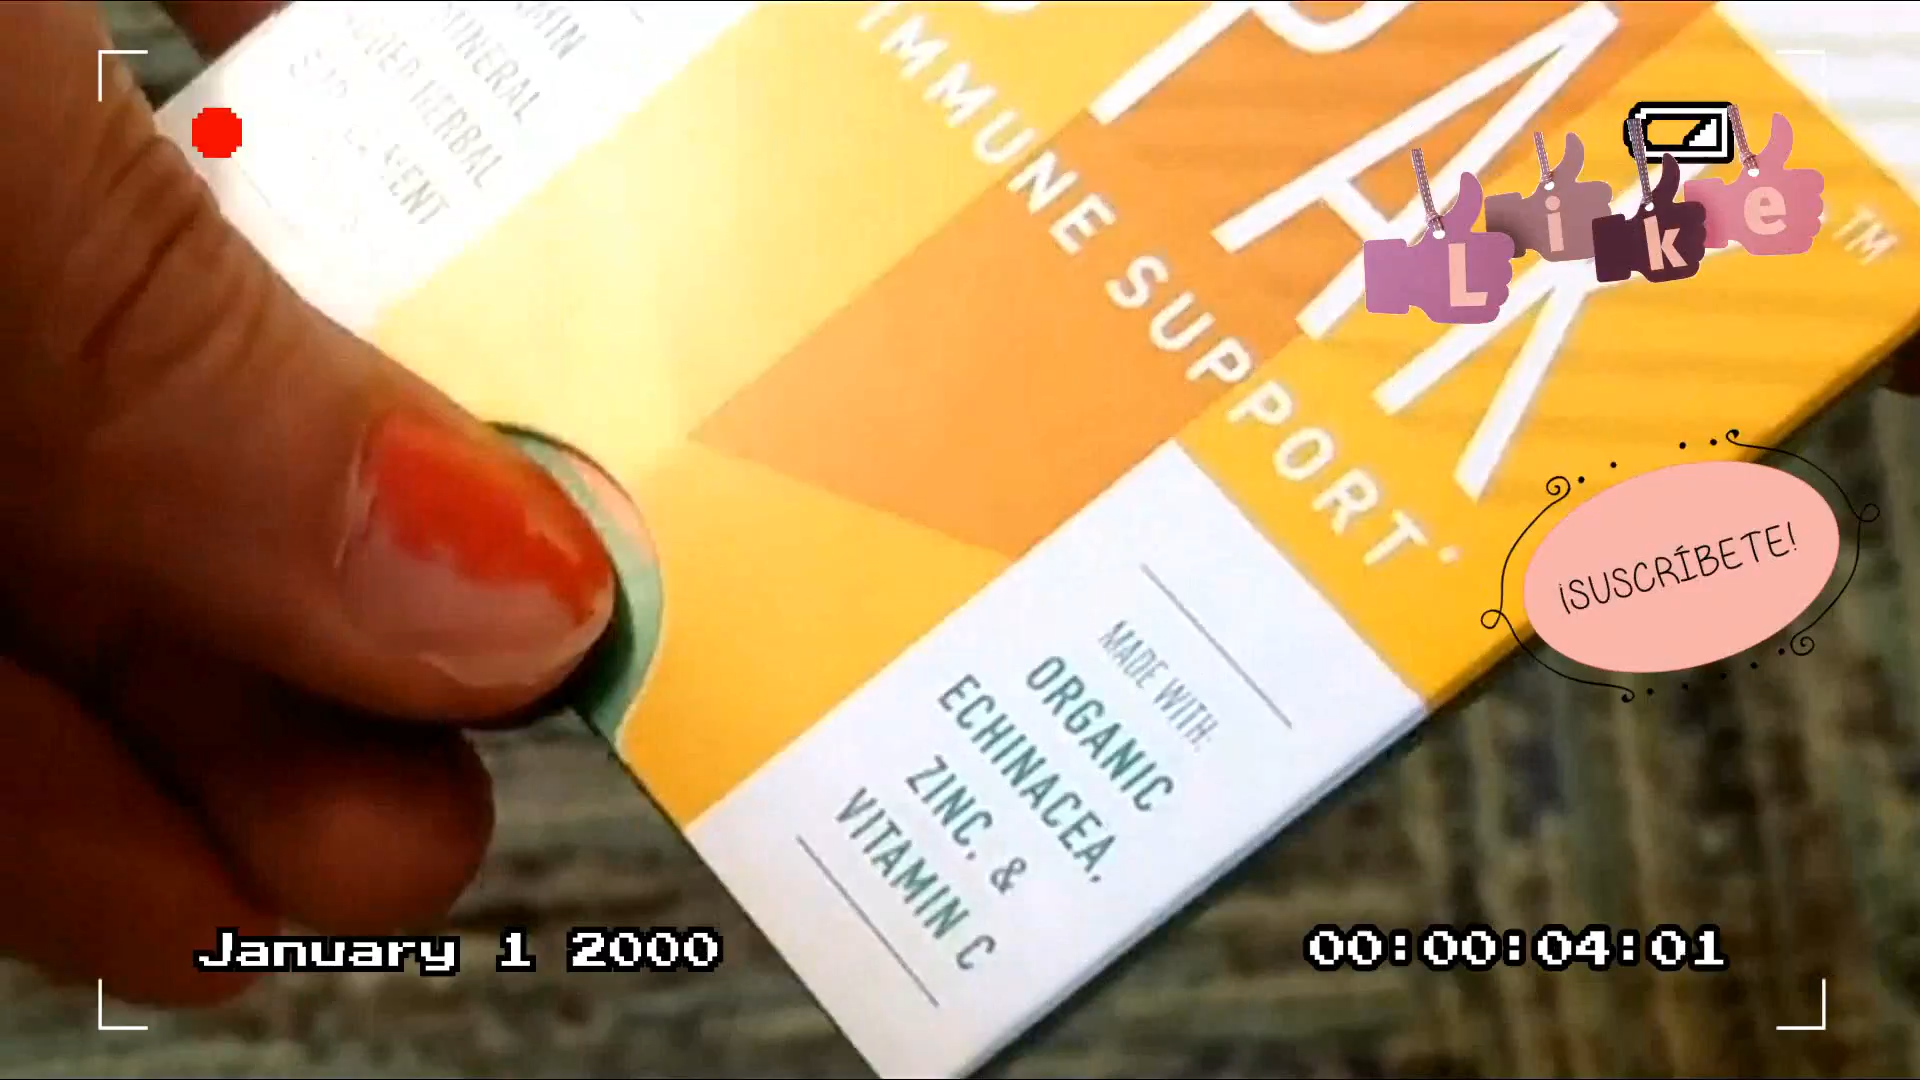 MINERAL
HERBAL
PAK
TM
IMMUNE SUPPORT*
MADE WITH:
ORGANIC
ECHINACEA,
ZINC, &
VITAMIN C
Like
¡SUSCRÍBETE!
January 1 2000
00:00:04:01